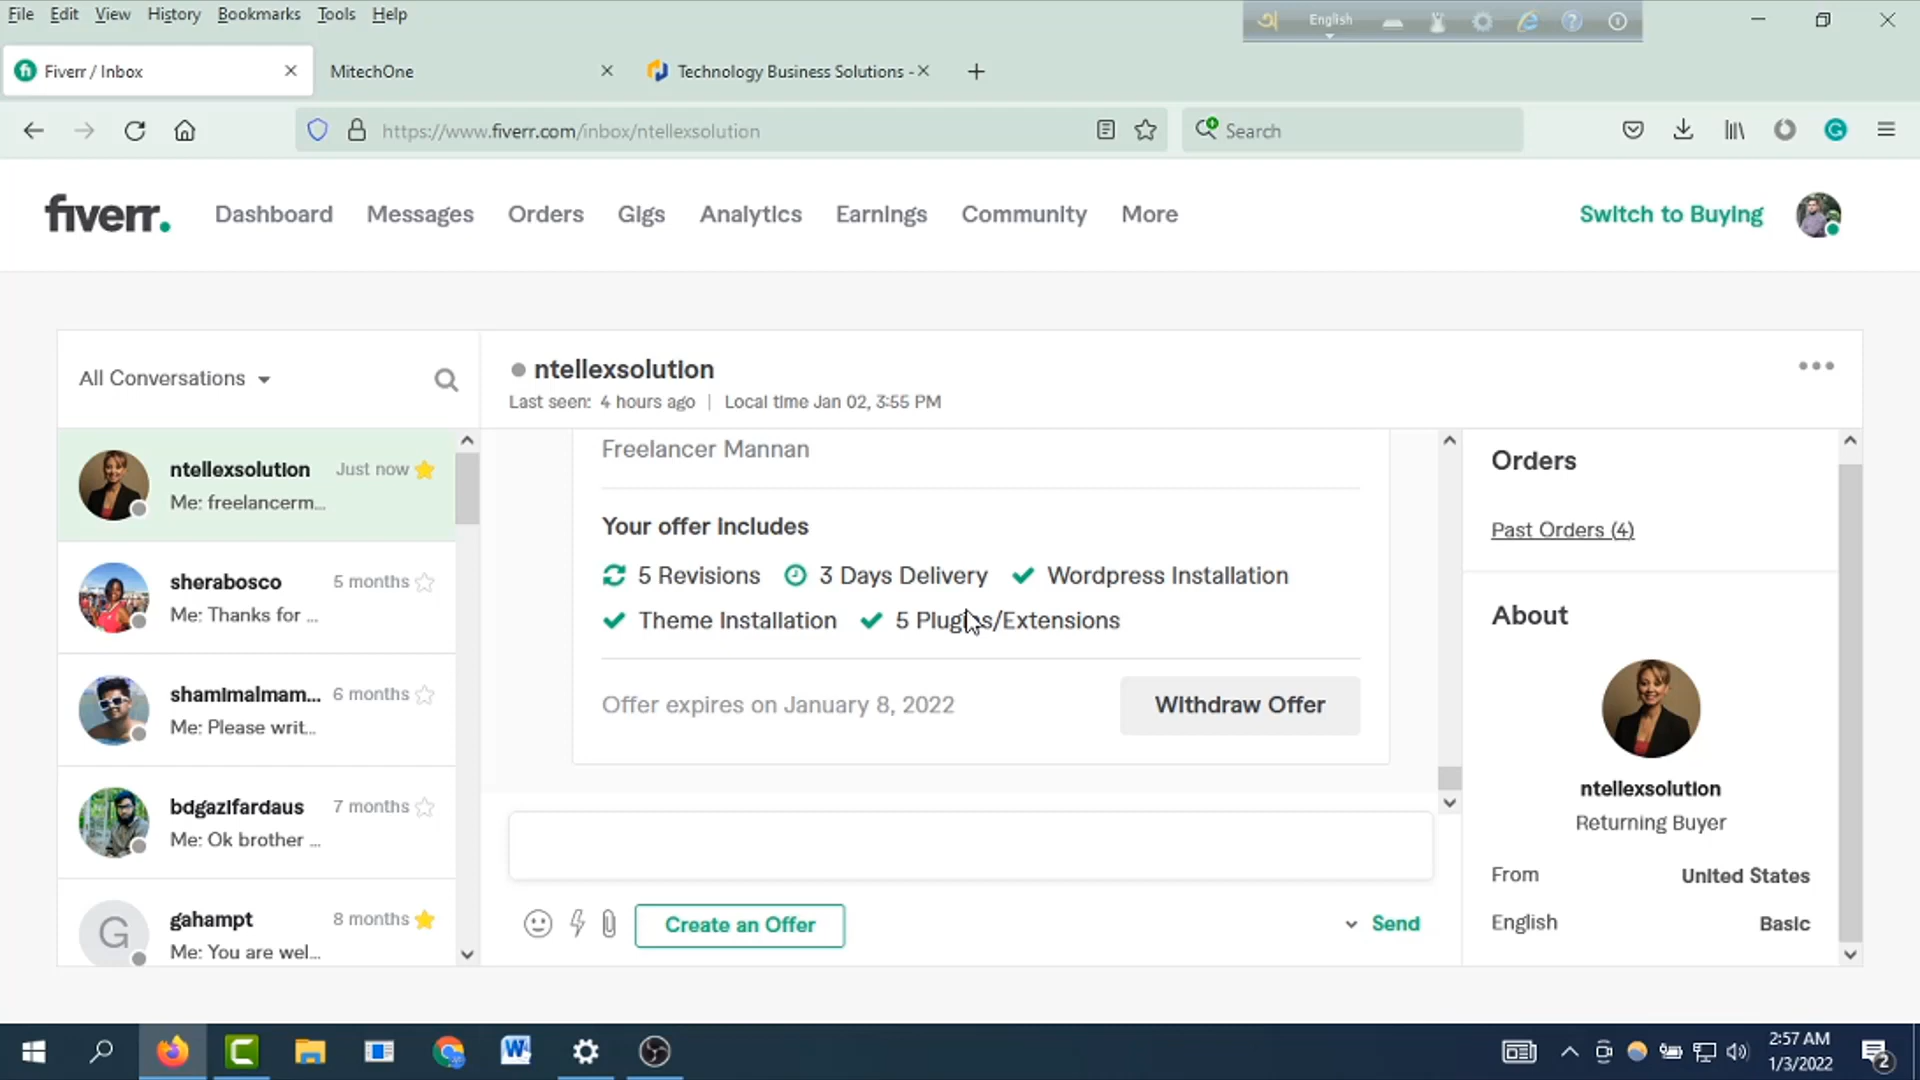 File Edit View History Bookmarks Tools Help
অ English
Fiverr / Inbox
MitechOne
Technology Business Solutions -
https://www.fiverr.com/inbox/ntellexsolution
Search
fiverr. Dashboard Messages Orders Gigs Analytics Earnings Community More Switch to Buying
All Conversations
ntellexsolution
Last seen: 4 hours ago | Local time Jan 02, 3:55 PM
ntellexsolution Just now
Me: freelancerm...
sherabosco 5 months
Me: Thanks for ...
shamimalmam... 6 months
Me: Please writ...
bdgazifardaus 7 months
Me: Ok brother ...
G
gahampt 8 months
Me: You are wel...
Freelancer Mannan
Your offer Includes
5 Revisions 3 Days Delivery Wordpress Installation
Theme Installation 5 Plugins/Extensions
Offer expires on January 8, 2022 Withdraw Offer
Create an Offer Send
Orders
Past Orders (4)
About
ntellexsolution
Returning Buyer
From United States
English Basic
2:57 AM
1/3/2022
2